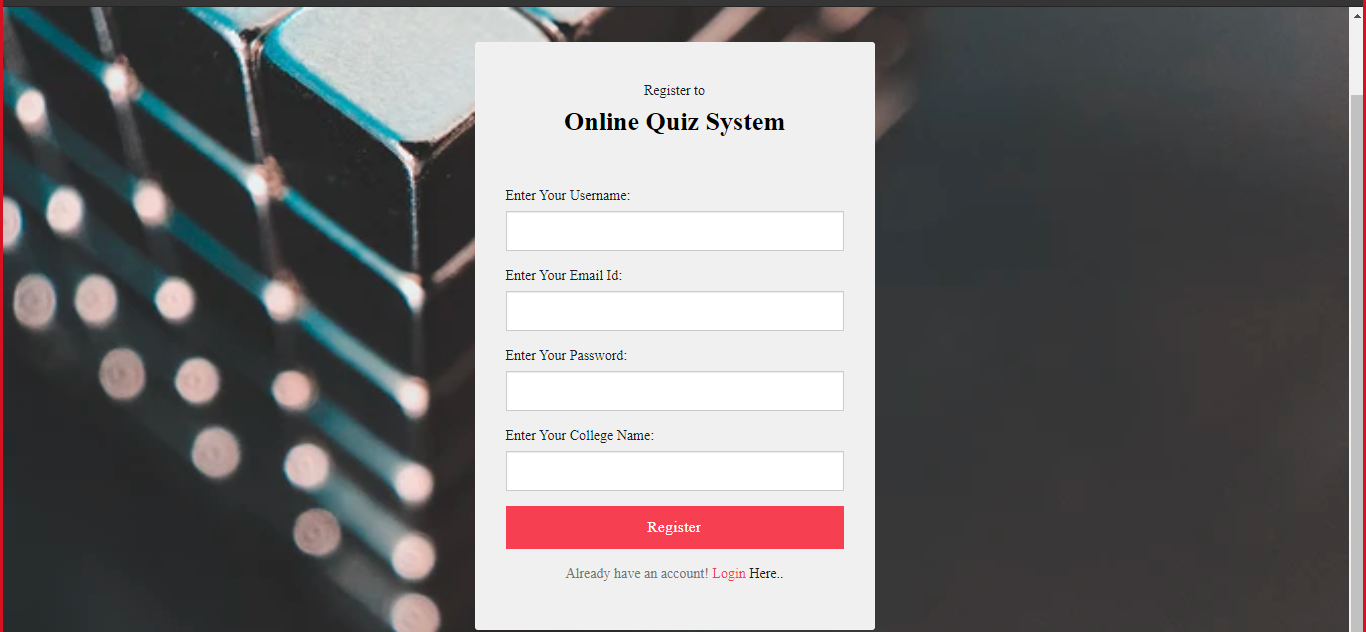 Register to
Online Quiz System
Enter Your Username:
Enter Your Email Id:
Enter Your Password:
Enter Your College Name:
Register
Already have an account! Login Here..